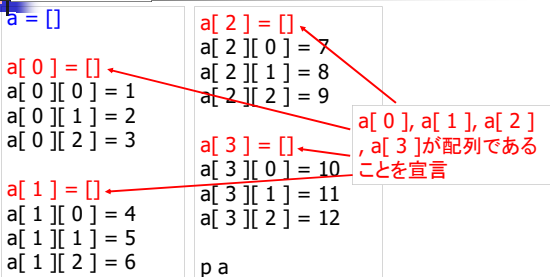 a = []
a[ 0 ] = []
a[ 0 ][ 0 ] = 1
a[ 0 ][ 1 ] = 2
a[ 0 ][ 2 ] = 3
a[ 1 ] = []
a[ 1 ][ 0 ] = 4
a[ 1 ][ 1 ] = 5
a[ 1 ][ 2 ] = 6
a[ 2 ] = []
a[ 2 ][ 0 ] = 7
a[ 2 ][ 1 ] = 8
a[ 2 ][ 2 ] = 9
a[ 3 ] = []
a[ 3 ][ 0 ] = 10
a[ 3 ][ 1 ] = 11
a[ 3 ][ 2 ] = 12
p a
a[ 0 ], a[ 1 ], a[ 2 ]
, a[ 3 ]が配列である
ことを宣言